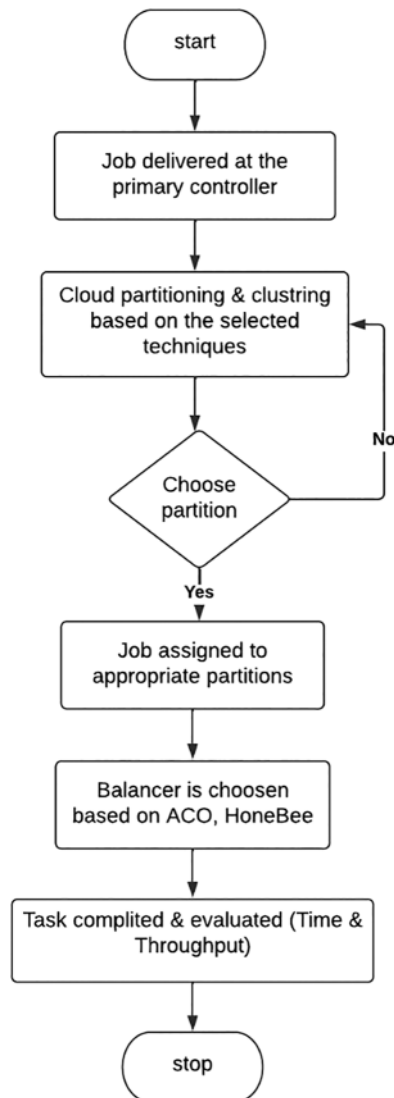 start
Job delivered at the
primary controller
Cloud partitioning & clustring
based on the selected
techniques
No
Choose
partition
Yes
Job assigned to
appropriate partitions
Balancer is choosen
based on ACO, HoneBee
Task complited & evaluated (Time &
Throughput)
stop